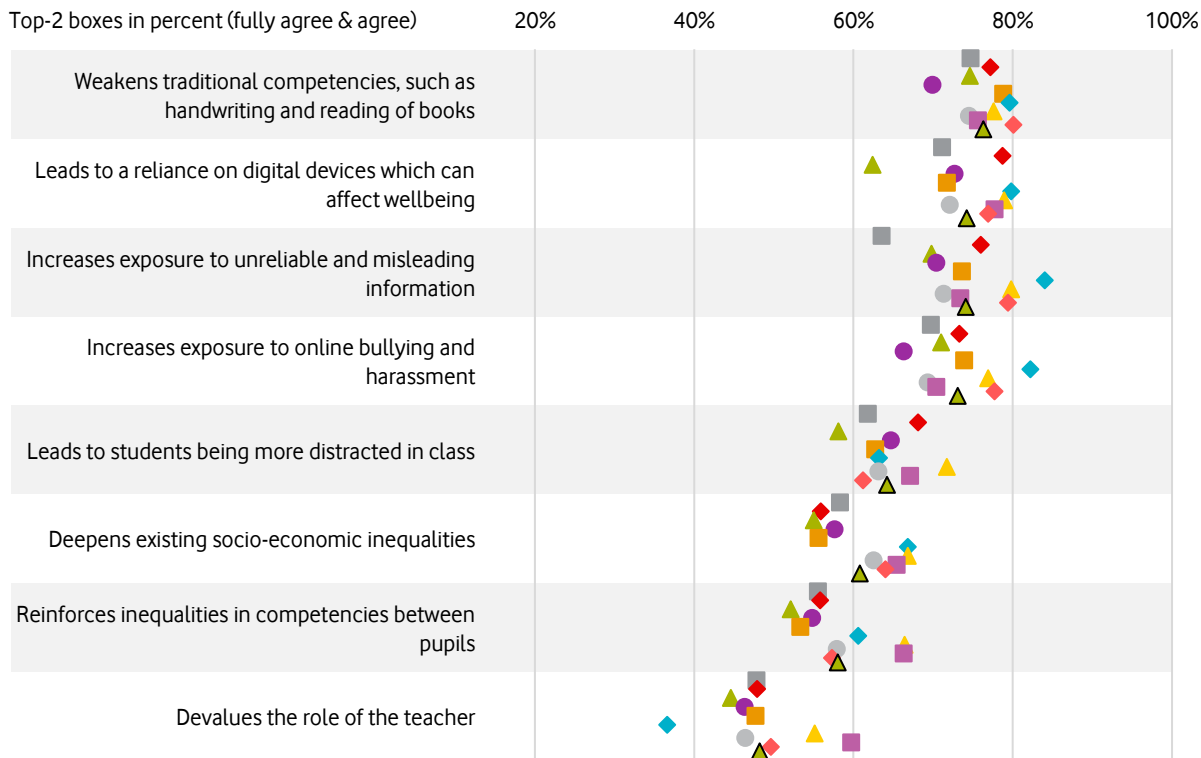 Top-2 boxes in percent (fully agree & agree) 20% 40% 60% 80% 100%
Weakens traditional competencies, such as
handwriting and reading of books
Leads to a reliance on digital devices which can
affect wellbeing
Increases exposure to unreliable and misleading
information
Increases exposure to online bullying and
harassment
Leads to students being more distracted in class
Deepens existing socio-economic inequalities
Reinforces inequalities in competencies between
pupils
Devalues the role of the teacher